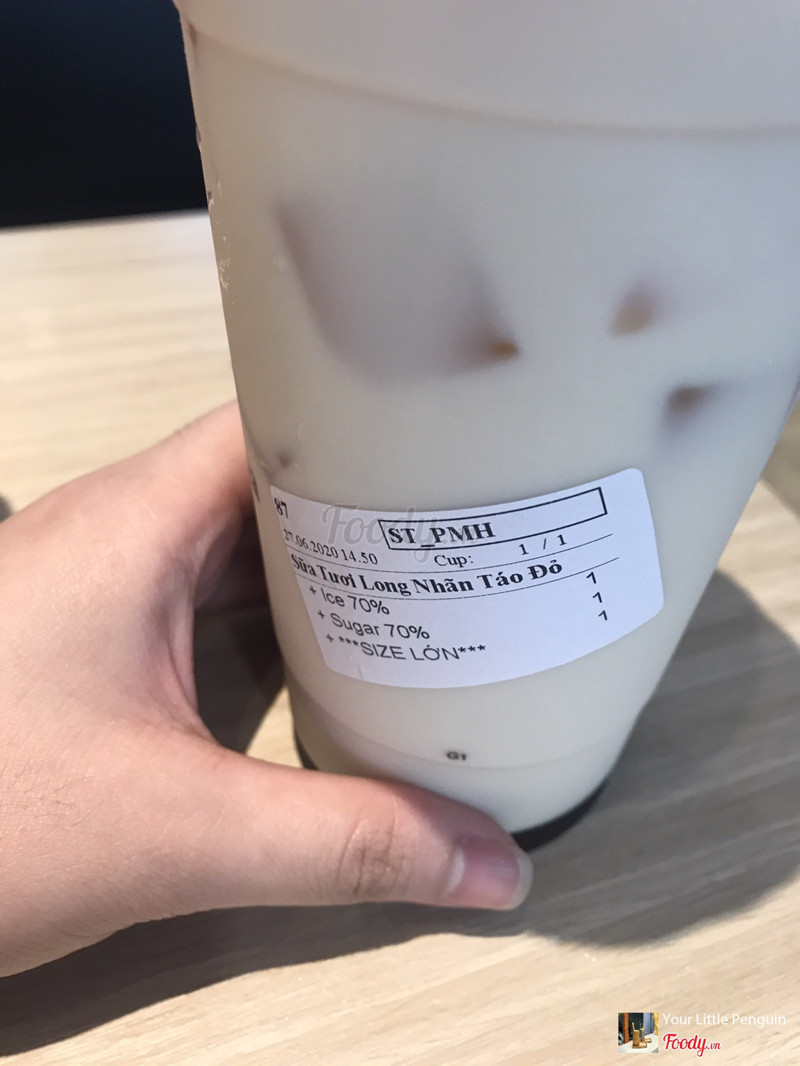 87
ST_PMH
27.06.2020 14.50
Cup: 1 / 1
Sữa Tươi Long Nhãn Táo Đỏ 1
+ Ice 70% 1
+ Sugar 70% 1
+ ***SIZE LỚN***
G1
Foody
Your Little Penguin
Foody.vn